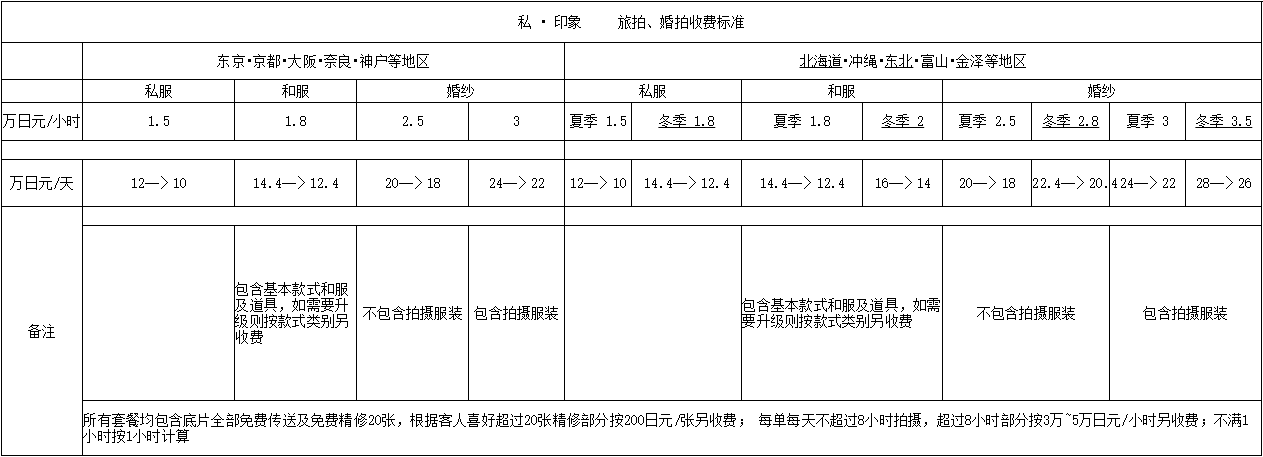 私 · 印象 旅拍、婚拍收费标准
东京·京都·大阪·奈良·神户等地区 北海道·冲绳·东北·富山·金泽等地区
私服 和服 婚纱 私服 和服 婚纱
万日元/小时 1.5 1.8 2.5 3 夏季 1.5 冬季 1.8 夏季 1.8 冬季 2 夏季 2.5 冬季 2.8 夏季 3 冬季 3.5
万日元/天 12—>10 14.4—>12.4 20—>18 24—>22 12—>10 14.4—>12.4 14.4—>12.4 16—>14 20—>18 22.4—>20.4 24—>22 28—>26
备注
包含基本款式和服
及道具，如需要升
级则按款式类别另
收费
不包含拍摄服装
包含拍摄服装
包含基本款式和服及道具，如需
要升级则按款式类别另收费
不包含拍摄服装
包含拍摄服装
所有套餐均包含底片全部免费传送及免费精修20张，根据客人喜好超过20张精修部分按200日元/张另收费； 每单每天不超过8小时拍摄，超过8小时部分按3万~5万日元/小时另收费；不满1
小时按1小时计算